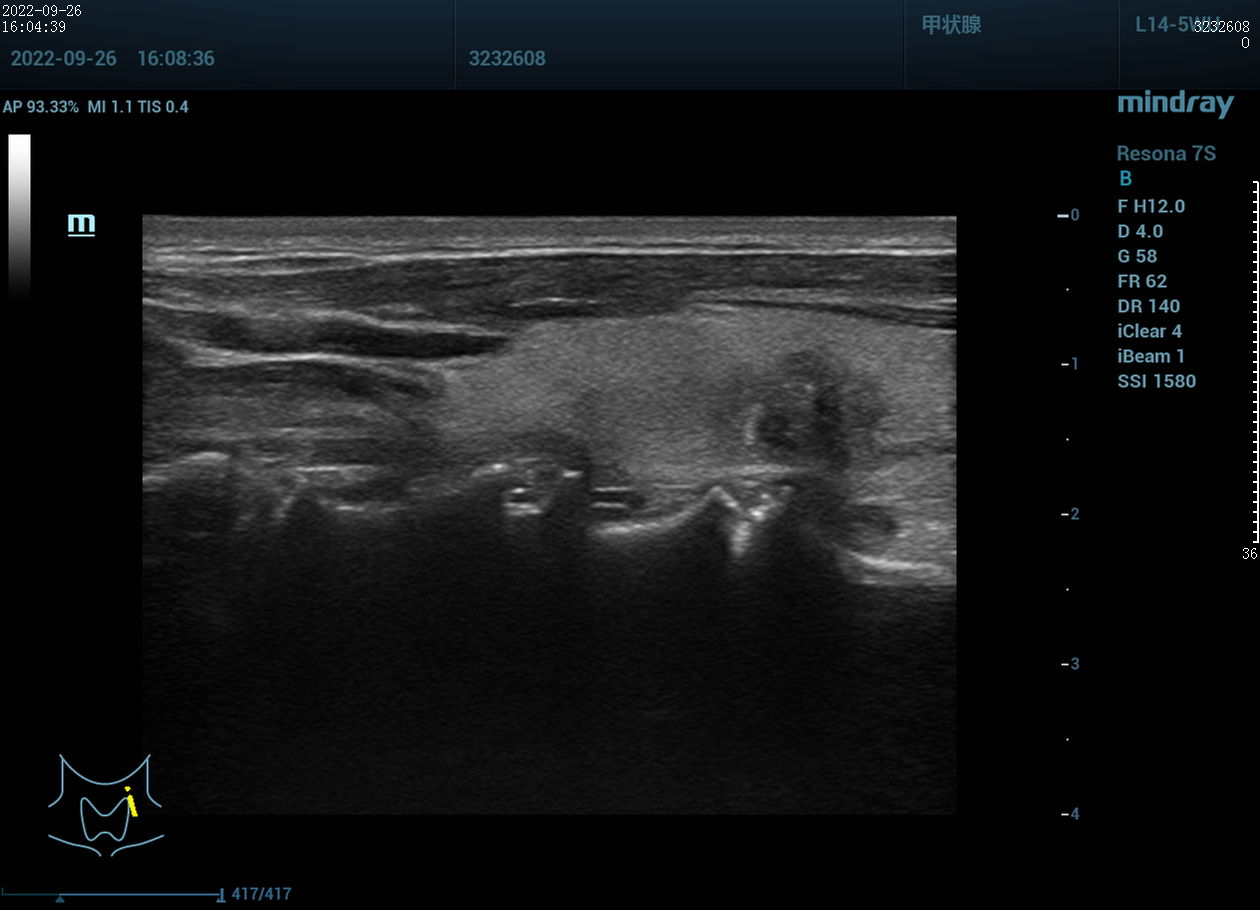 2022-09-26
16:04:39
3232608
0
2022-09-26 16:08:36
3232608
甲状腺
AP 93.33% MI 1.1 TIS 0.4
mindray
Resona 7S
B
F H12.0
D 4.0
G 58
FR 62
DR 140
iClear 4
iBeam 1
SSI 1580
m
0
1
2
3
4
36
417/417